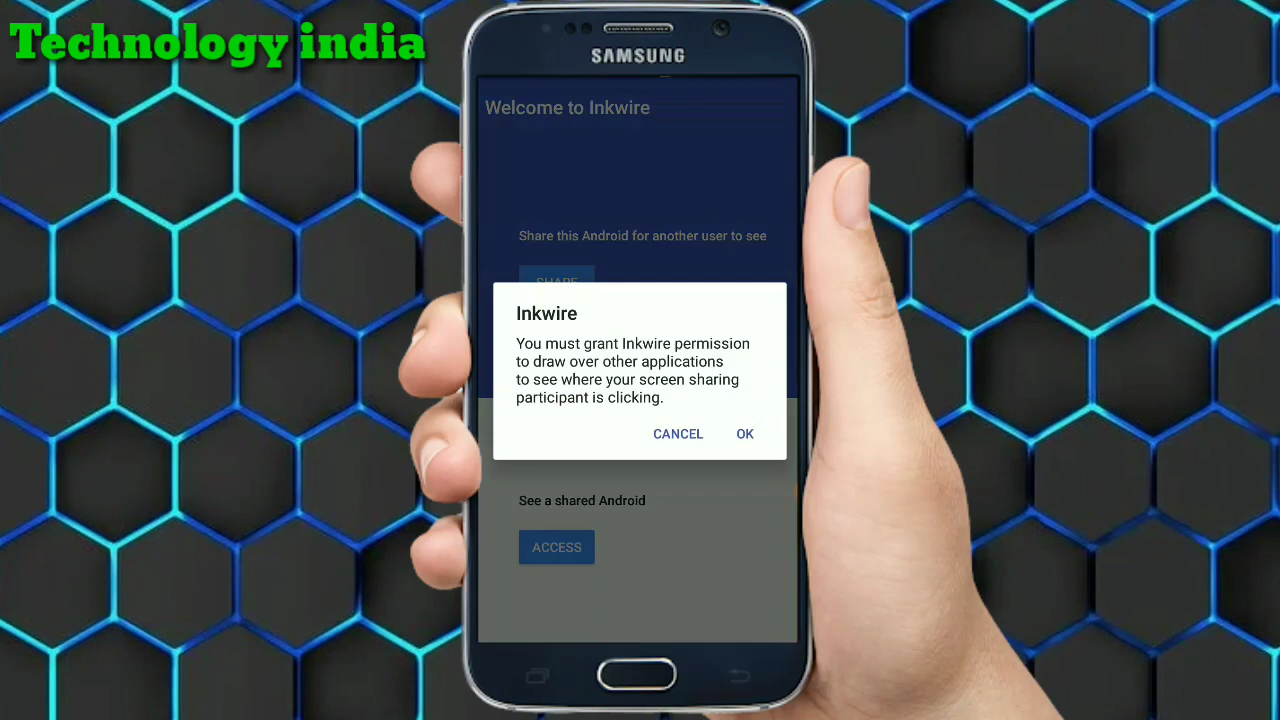 Technology india
SAMSUNG
Welcome to Inkwire
Share this Android for another user to see
SHARE
Inkwire
You must grant Inkwire permission
to draw over other applications
to see where your screen sharing
participant is clicking.
CANCEL OK
See a shared Android
ACCESS